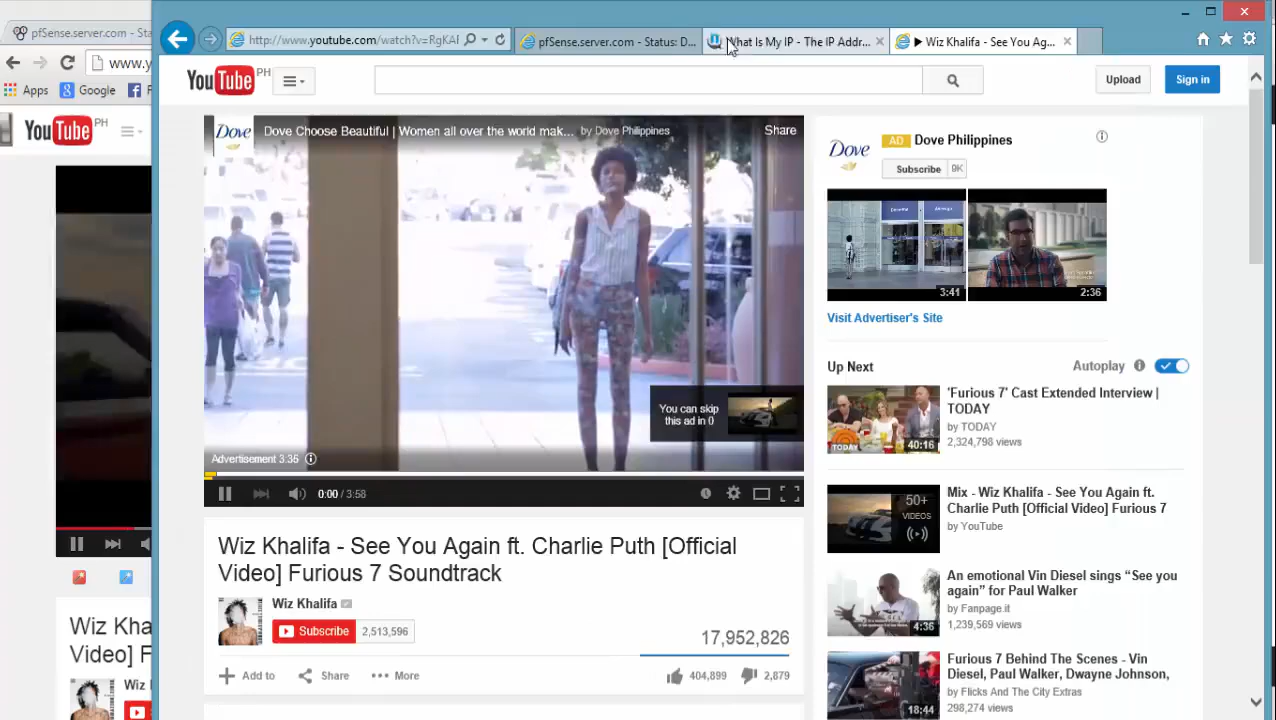 pfSense.server.com - Status
http://www.youtube.com/watch?v=RgKAI
pfSense.server.com - Status: D...
What Is My IP - The IP Addr...
▶ Wiz Khalifa - See You Ag...
www.y
Apps
Google
YouTube PH
YouTube PH
Upload
Sign in
Dove
Dove Choose Beautiful | Women all over the world mak...
by Dove Philippines
Share
You can skip
this ad in ()
Advertisement 3:35
0:00 / 3:58
Dove
AD Dove Philippines
Subscribe 9K
3:41
2:36
Visit Advertiser's Site
Up Next
Autoplay
'Furious 7' Cast Extended Interview |
TODAY
by TODAY
2,324,798 views
40:16
50+
VIDEOS
Mix - Wiz Khalifa - See You Again ft.
Charlie Puth [Official Video] Furious 7
by YouTube
An emotional Vin Diesel sings “See you
again” for Paul Walker
by Fanpage.it
1,239,569 views
4:36
Furious 7 Behind The Scenes - Vin
Diesel, Paul Walker, Dwayne Johnson,
by Flicks And The City Extras
298,274 views
18:44
Wiz Khalifa - See You Again ft. Charlie Puth [Official
Video] Furious 7 Soundtrack
Wiz Khalifa
Subscribe 2,513,596
17,952,826
Add to
Share
More
404,899
2,879
Wiz Kha
Video] F
Wiz